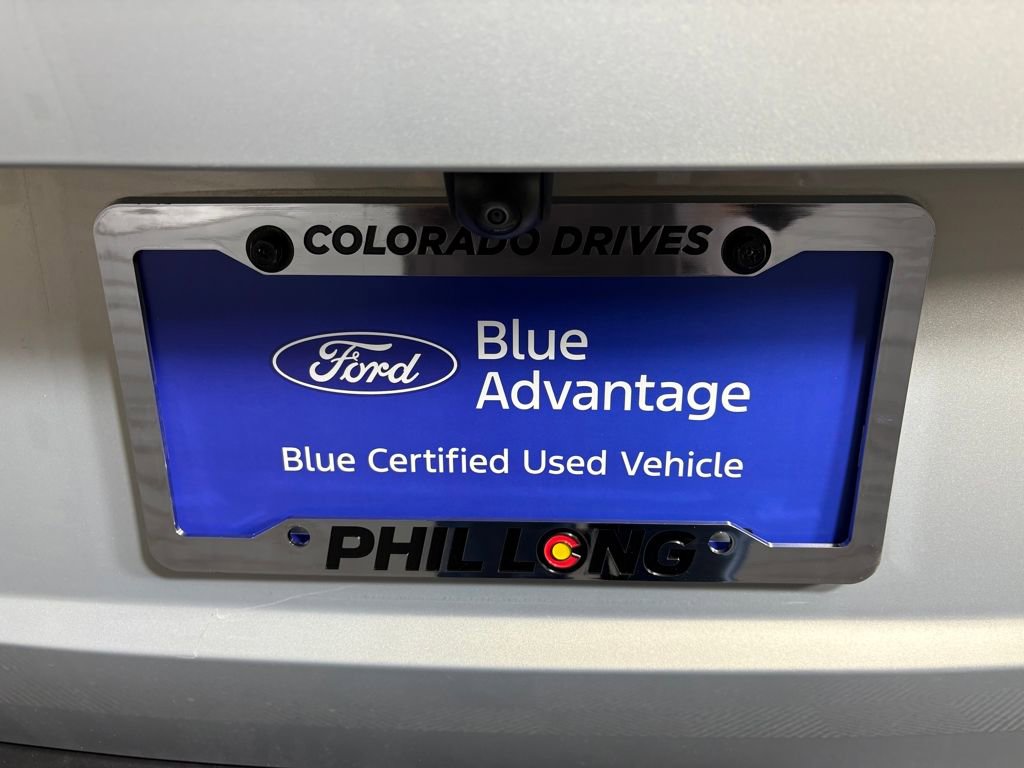 COLORADO DRIVES
Ford
Blue
Advantage
Blue Certified Used Vehicle
PHIL LONG